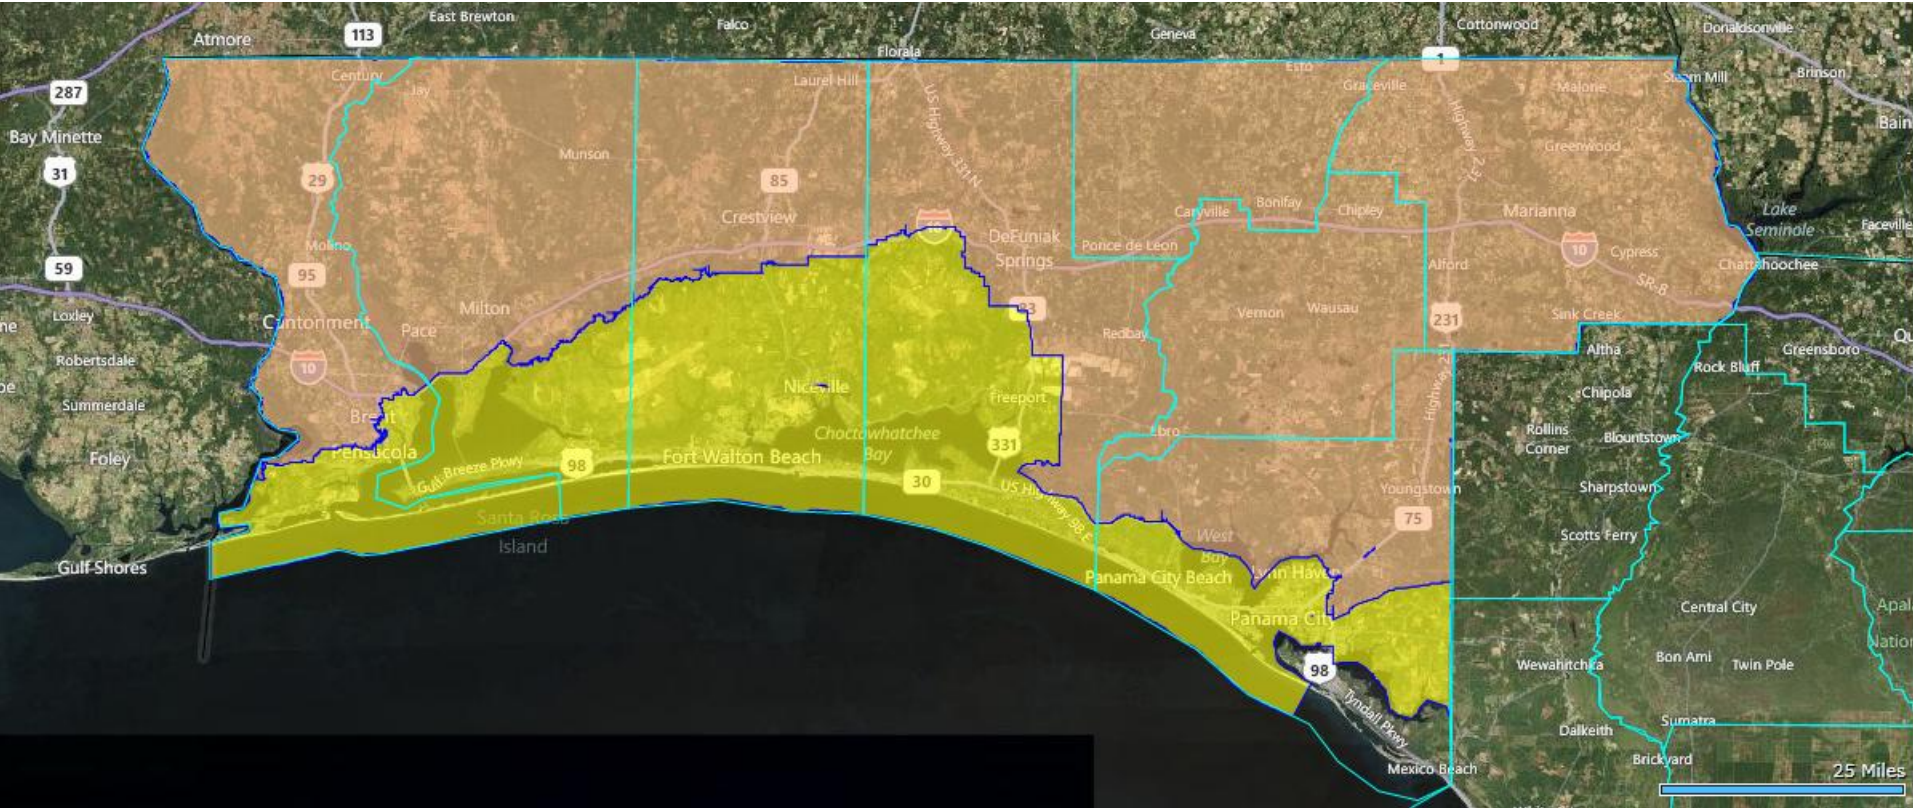 East Brewton
Falco
Cottonwood
Donaldsonville
Atmore
113
Geneva
Florala
1
Esto
Brinson
287
Century
Jay
Laurel Hill
Graceville
Malone
Steam Mill
Bay Minette
US Highway 331 N
Bain
31
29
Munson
85
Greenwood
Crestview
Caryville
Bonifay
Chipley
Marianna
Lake
Seminole
Faceville
Molino
DeFuniak
Springs
Ponce de Leon
10
Cypress
59
95
Alford
Chattahoochee
SR-8
Loxley
Cantonment
Milton
Pace
83
Redbay
Vernon
Wausau
231
Sink Creek
Robertsdale
10
Altha
Greensboro
Rock Bluff
Summerdale
Niceville
Freeport
Chipola
Brent
Foley
Pensacola
Choctawhatchee
Bay
331
Ebro
Rollins
Corner
Blountstown
Gulf Breeze Pkwy
98
Fort Walton Beach
30
US Highway 98 E
Youngstown
Sharpstown
Santa Rosa
Island
75
West
Bay
Scotts Ferry
Gulf Shores
Panama City Beach
Lynn Haven
Central City
Panama City
98
Wewahitchka
Bon Ami
Twin Pole
Tyndall Pkwy
Sumatra
Dalkeith
Brickyard
Mexico Beach
25 Miles